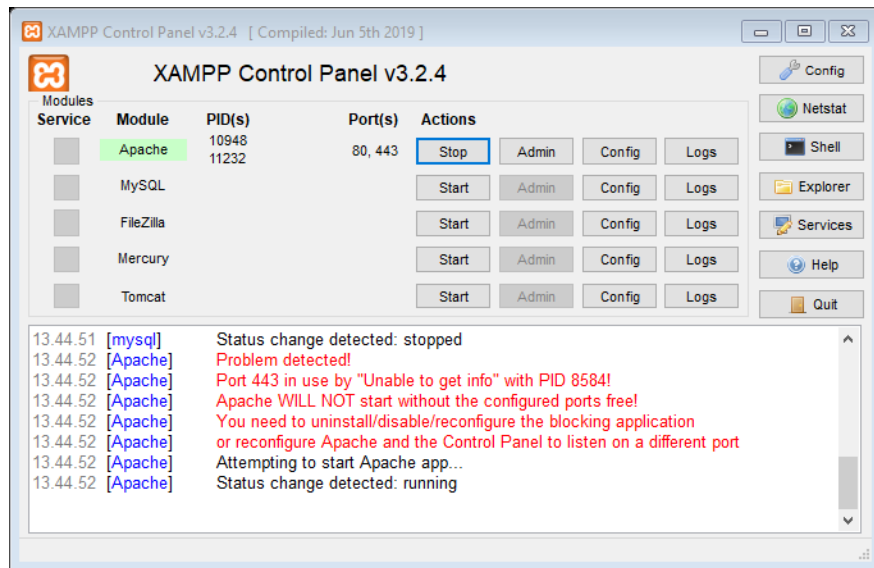 XAMPP Control Panel v3.2.4 [ Compiled: Jun 5th 2019 ]
XAMPP Control Panel v3.2.4
Config
Modules
Netstat
Service Module PID(s) Port(s) Actions
Apache 10948 11232 80, 443 Stop Admin Config Logs
Shell
MySQL Start Admin Config Logs
Explorer
FileZilla Start Admin Config Logs
Services
Mercury Start Admin Config Logs
Help
Tomcat Start Admin Config Logs
Quit
13.44.51 [mysql] Status change detected: stopped
13.44.52 [Apache] Problem detected!
13.44.52 [Apache] Port 443 in use by "Unable to get info" with PID 8584!
13.44.52 [Apache] Apache WILL NOT start without the configured ports free!
13.44.52 [Apache] You need to uninstall/disable/reconfigure the blocking application
13.44.52 [Apache] or reconfigure Apache and the Control Panel to listen on a different port
13.44.52 [Apache] Attempting to start Apache app...
13.44.52 [Apache] Status change detected: running